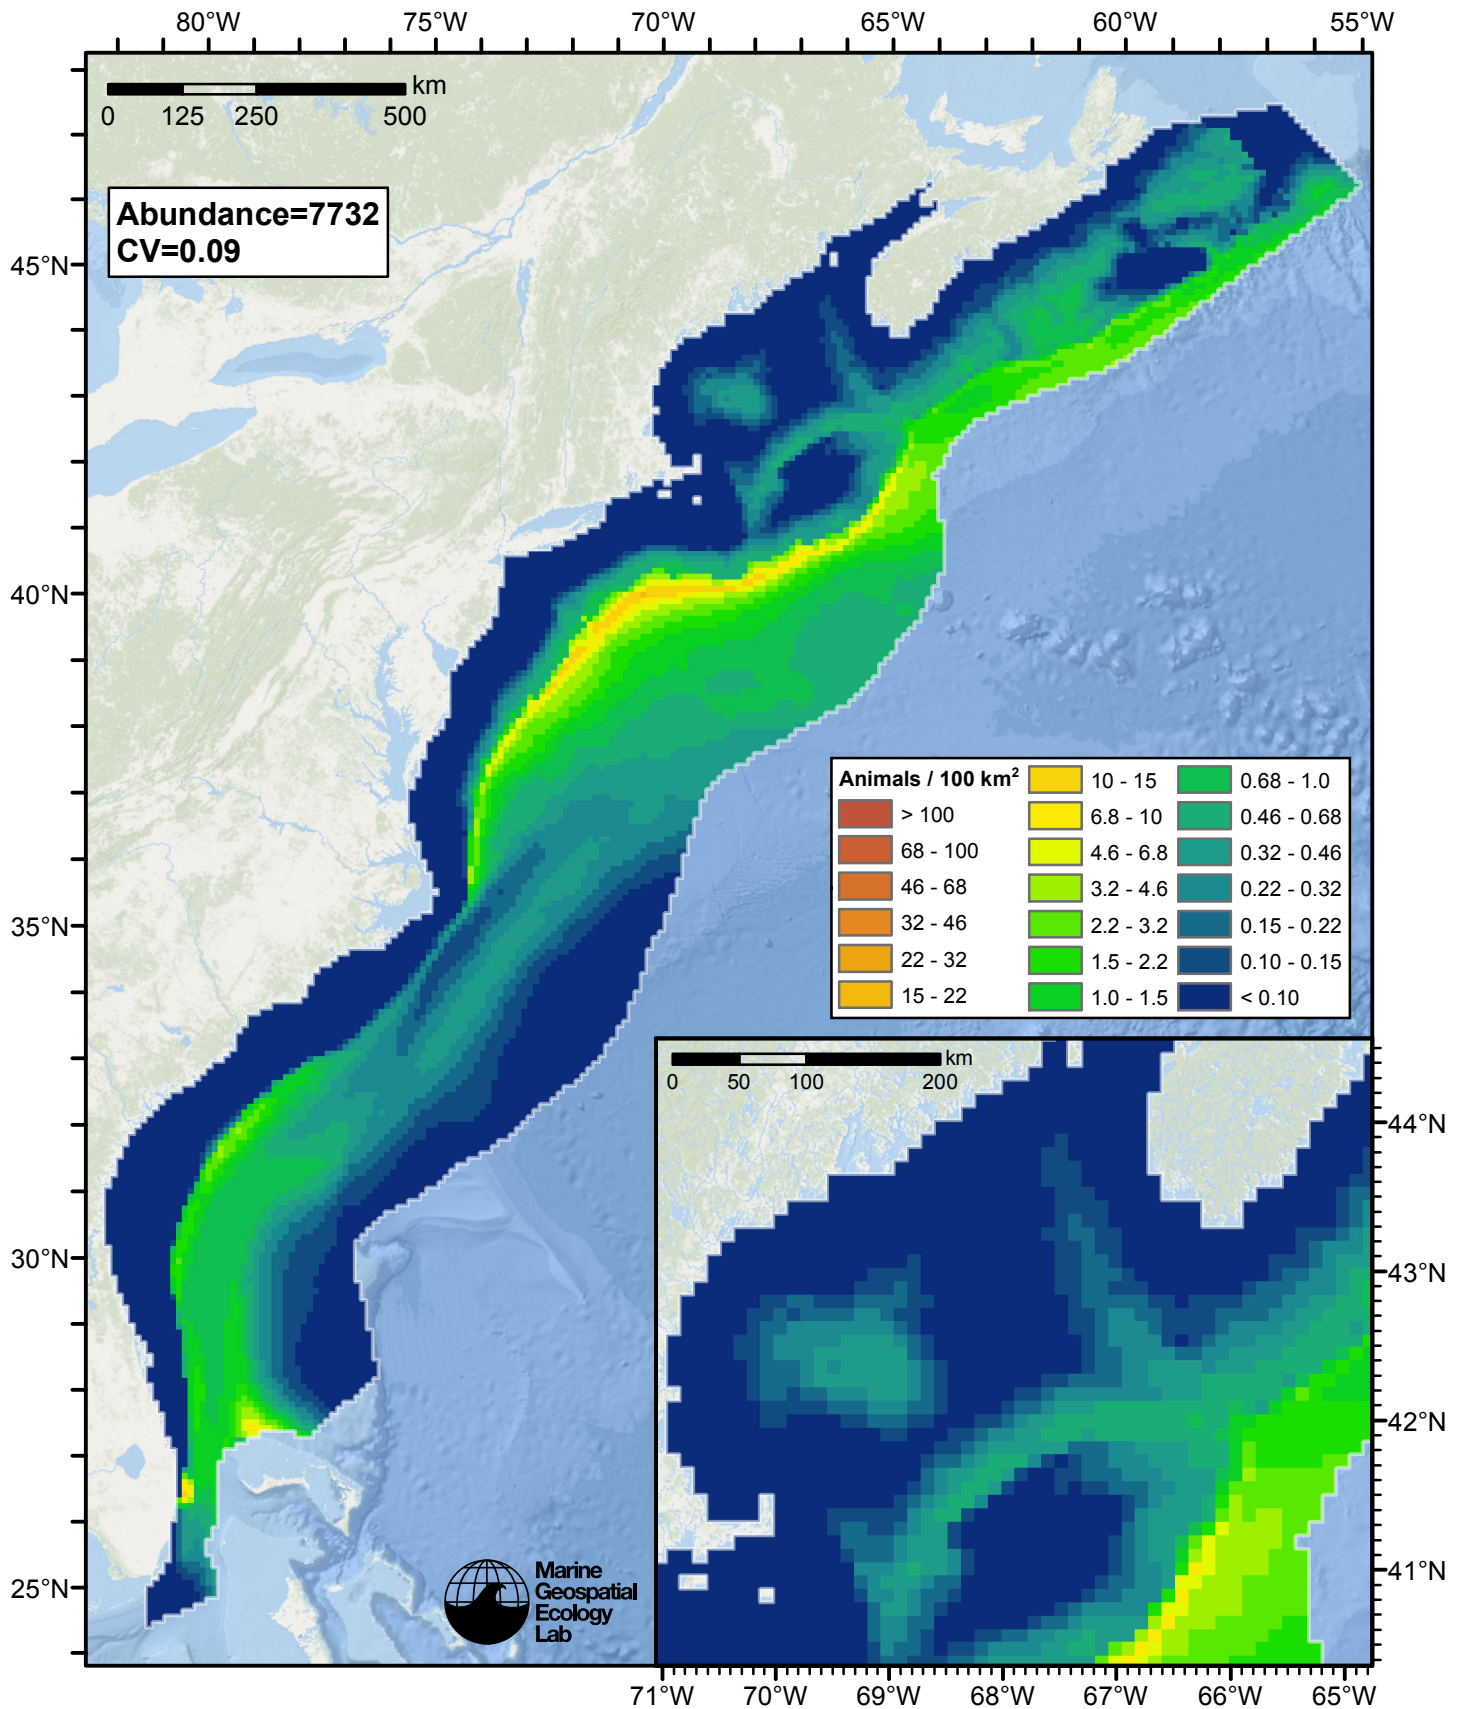 80°W 75°W 70°W 65°W 60°W 55°W
km
0 125 250 500
Abundance=7732
CV=0.09
45°N
40°N
35°N
30°N
25°N
Animals / 100 km²
> 100
68 - 100
46 - 68
32 - 46
22 - 32
15 - 22
10 - 15
6.8 - 10
4.6 - 6.8
3.2 - 4.6
2.2 - 3.2
1.5 - 2.2
1.0 - 1.5
0.68 - 1.0
0.46 - 0.68
0.32 - 0.46
0.22 - 0.32
0.15 - 0.22
0.10 - 0.15
< 0.10
km
0 50 100 200
44°N
43°N
42°N
41°N
Marine
Geospatial
Ecology
Lab
71°W 70°W 69°W 68°W 67°W 66°W 65°W